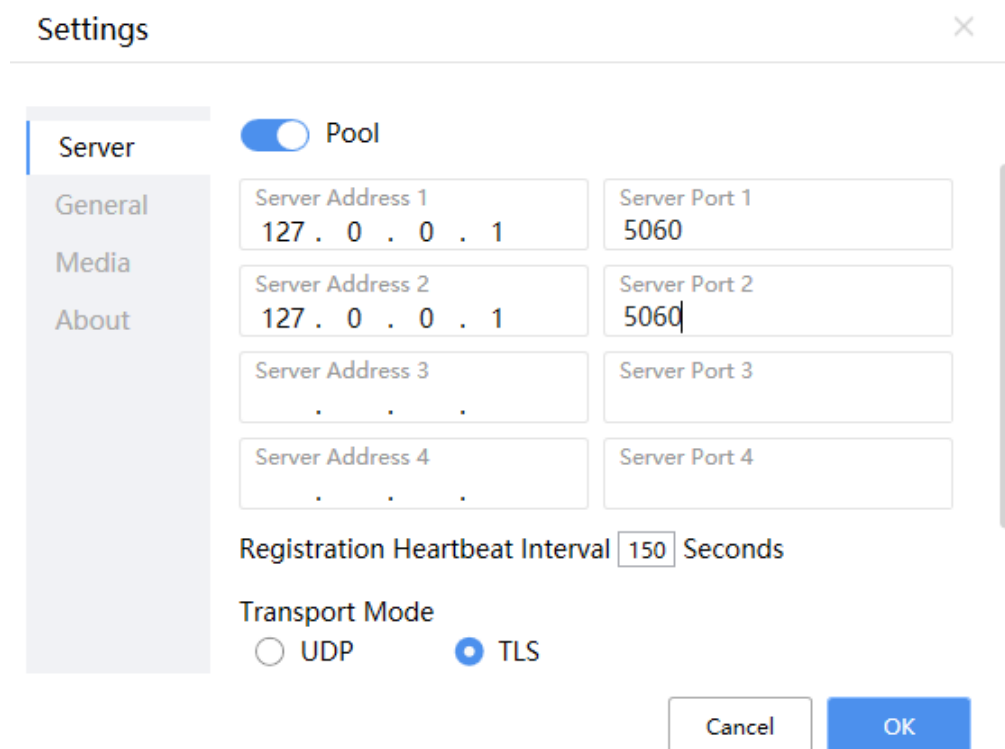 Settings
Server
General
Media
About
Pool
Server Address 1
127 . 0 . 0 . 1
Server Port 1
5060
Server Address 2
127 . 0 . 0 . 1
Server Port 2
5060
Server Address 3
. . .
Server Port 3
Server Address 4
. . .
Server Port 4
Registration Heartbeat Interval 150 Seconds
Transport Mode
UDP TLS
Cancel OK